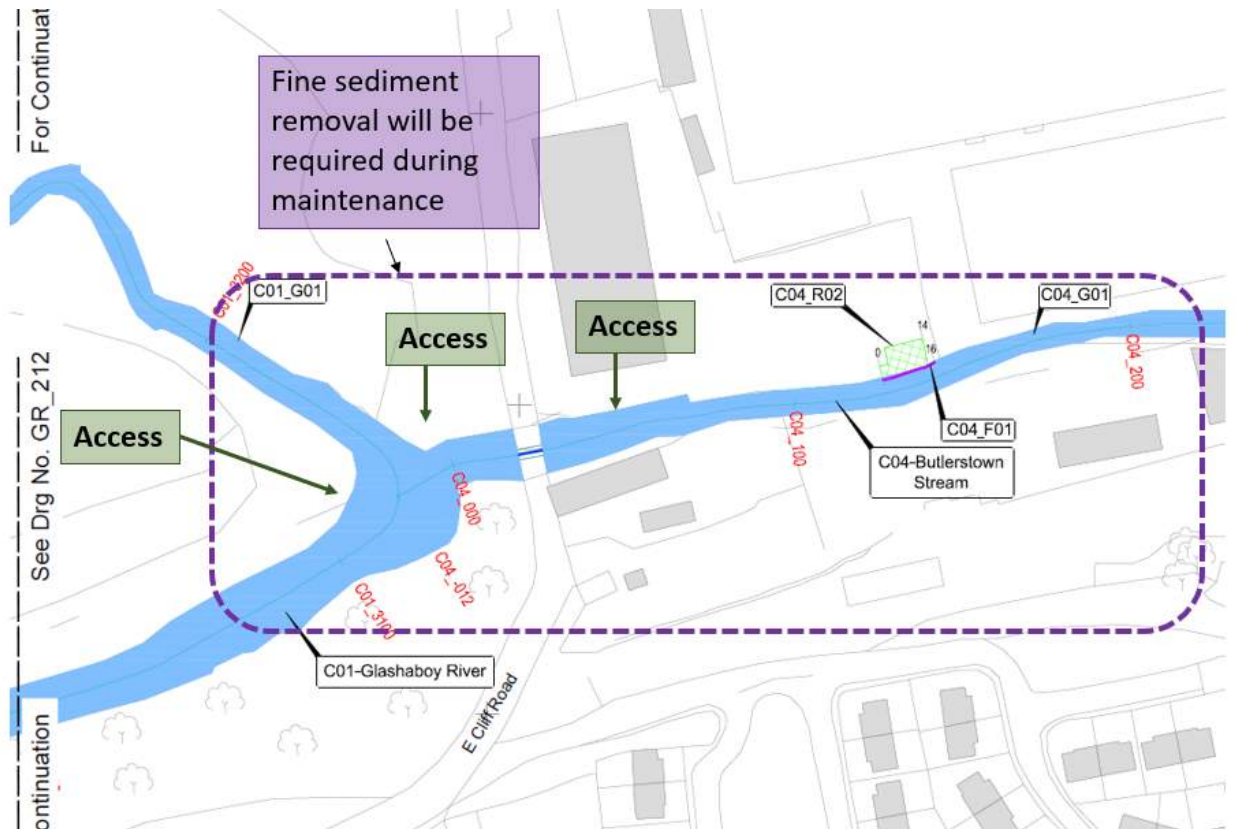 For Continuat
Fine sediment
removal will be
required during
maintenance
C01_3200
C01_G01
Access
Access
C04_R02
14
0
16
C04_G01
C04_200
See Drg No. GR_212
Access
C04_F01
C04_100
C04-Butlerstown
Stream
C04_000
C04_-012
C01_3100
C01-Glashaboy River
E Cliff Road
ontinuation